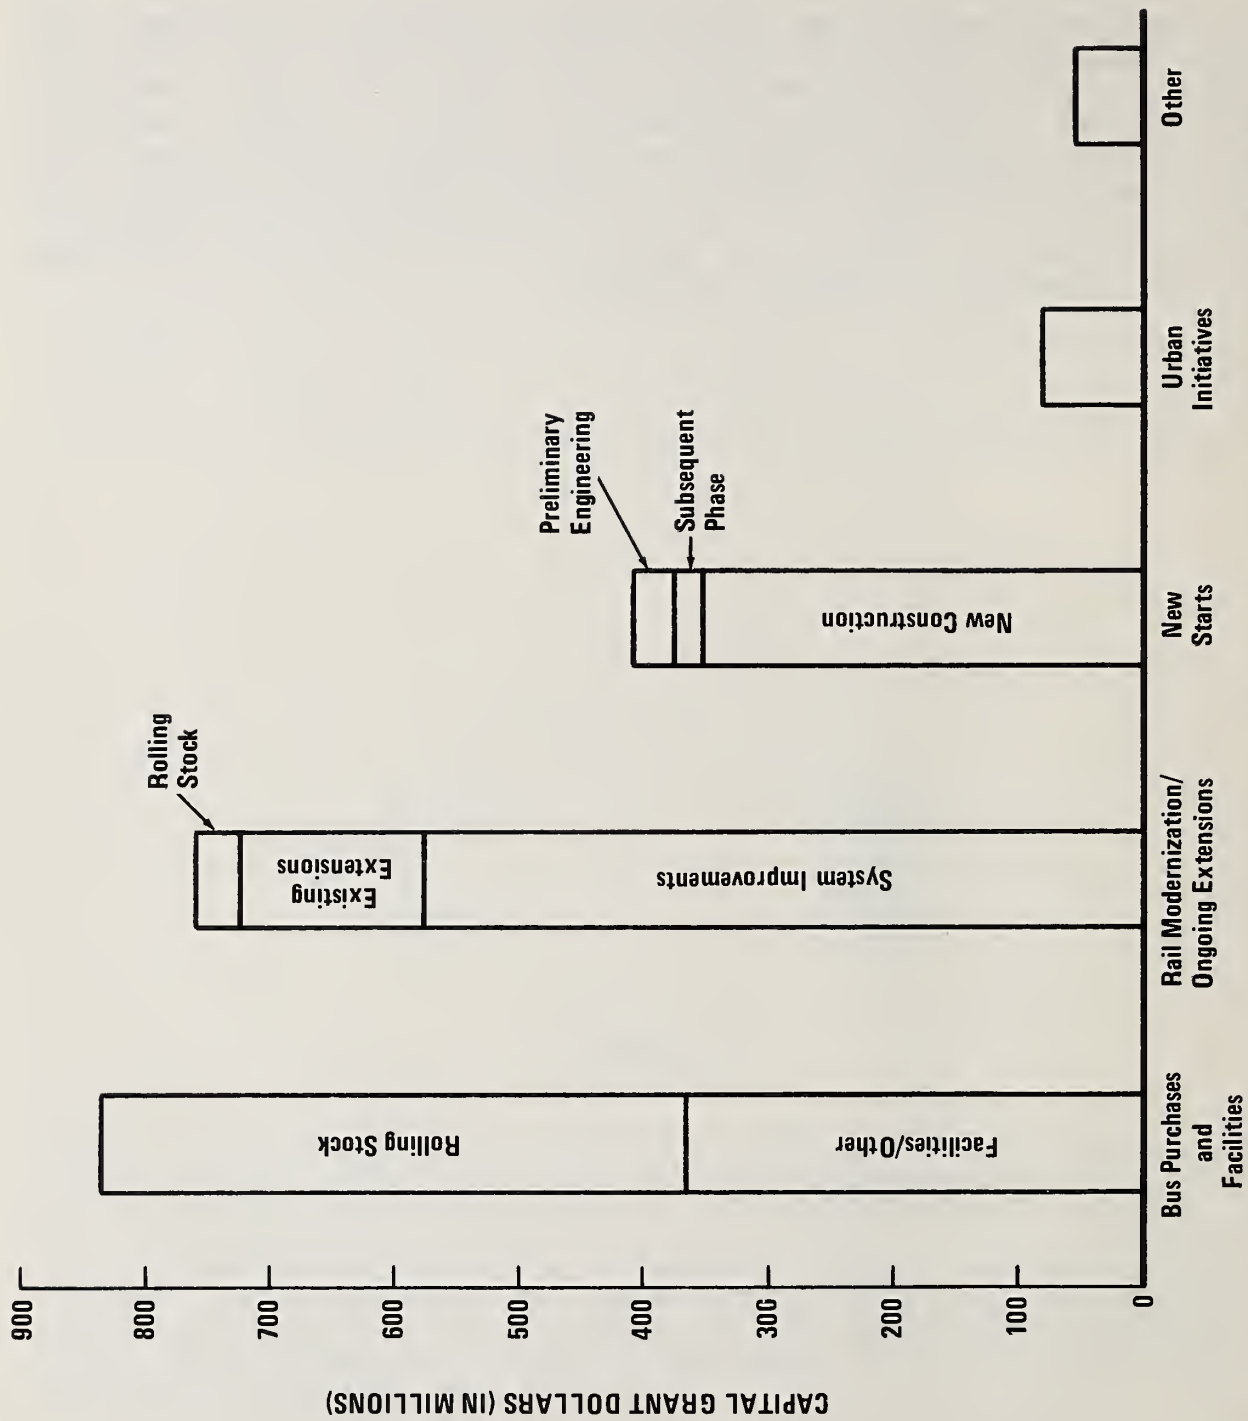 CAPITAL GRANT DOLLARS (IN MILLIONS)
900
800
700
600
500
400
300
200
100
0
Rolling Stock
Facilities/Other
Bus Purchases
and
Facilities
Rolling
Stock
Existing
Extensions
System Improvements
Rail Modernization/
Ongoing Extensions
Preliminary
Engineering
Subsequent
Phase
New Construction
New
Starts
Urban
Initiatives
Other